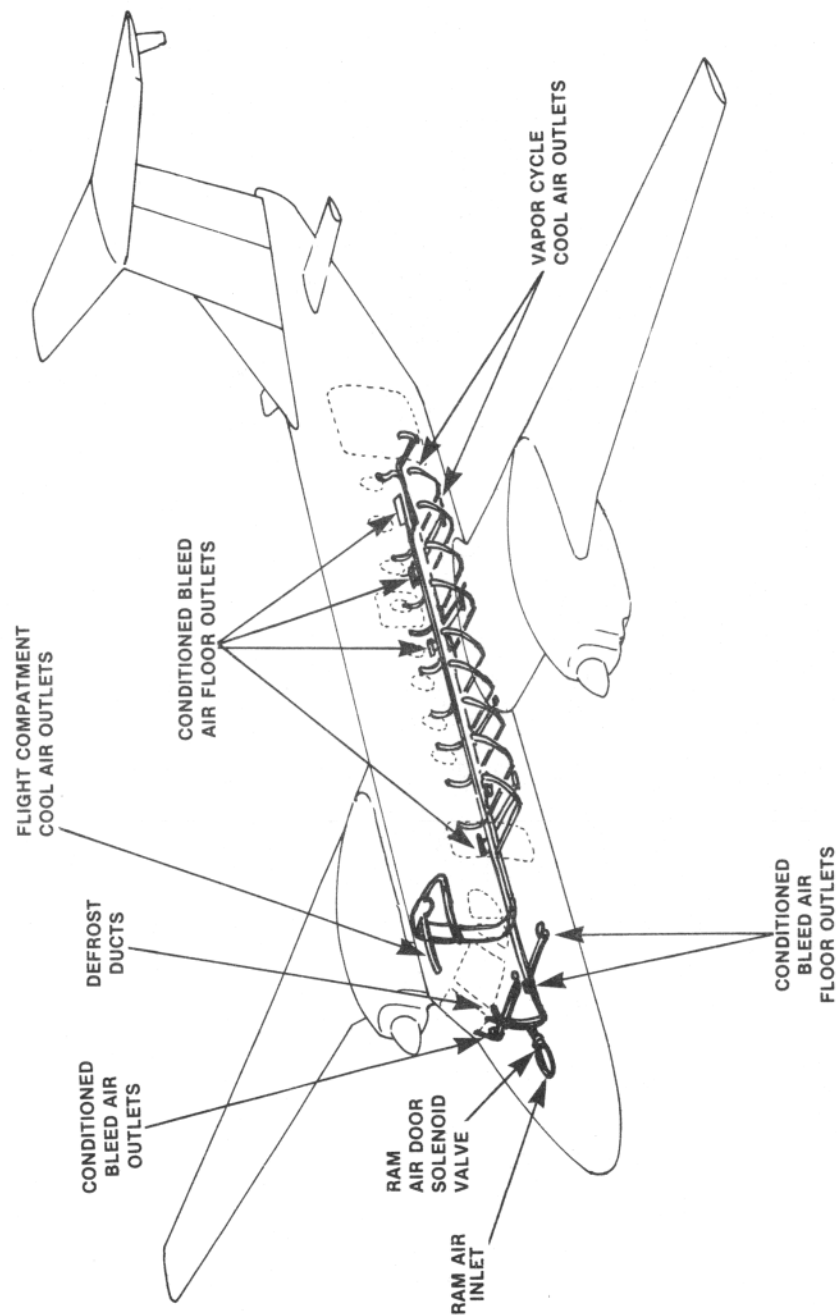 FLIGHT COMPATMENT
COOL AIR OUTLETS
DEFROST
DUCTS
CONDITIONED
BLEED AIR
OUTLETS
CONDITIONED BLEED
AIR FLOOR OUTLETS
VAPOR CYCLE
COOL AIR OUTLETS
RAM
AIR DOOR
SOLENOID
VALVE
RAM AIR
INLET
CONDITIONED
BLEED AIR
FLOOR OUTLETS